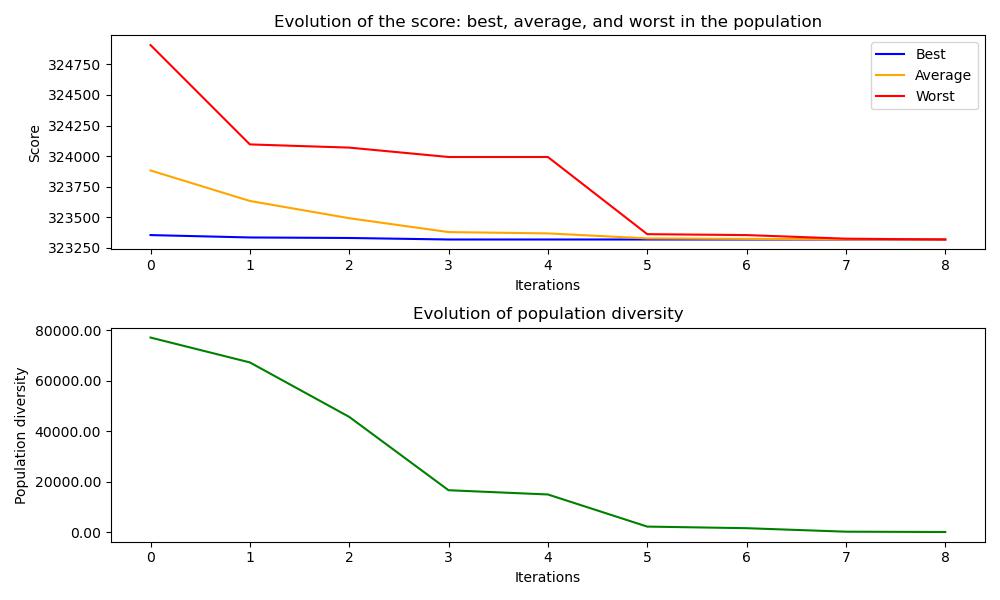 Evolution of the score: best, average, and worst in the population
324750
324500
324250
324000
323750
323500
323250
Score
Best
Average
Worst
0 1 2 3 4 5 6 7 8
Iterations
Evolution of population diversity
80000.00
60000.00
40000.00
20000.00
0.00
Population diversity
0 1 2 3 4 5 6 7 8
Iterations